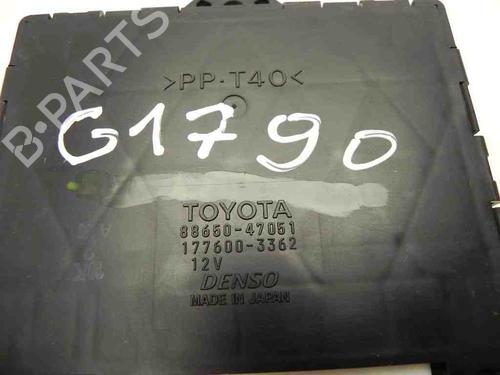 >PP-T40<
G1790
B-PARTS
TOYOTA
88650-47051
177600-3362
12V
DENSO
MADE IN JAPAN